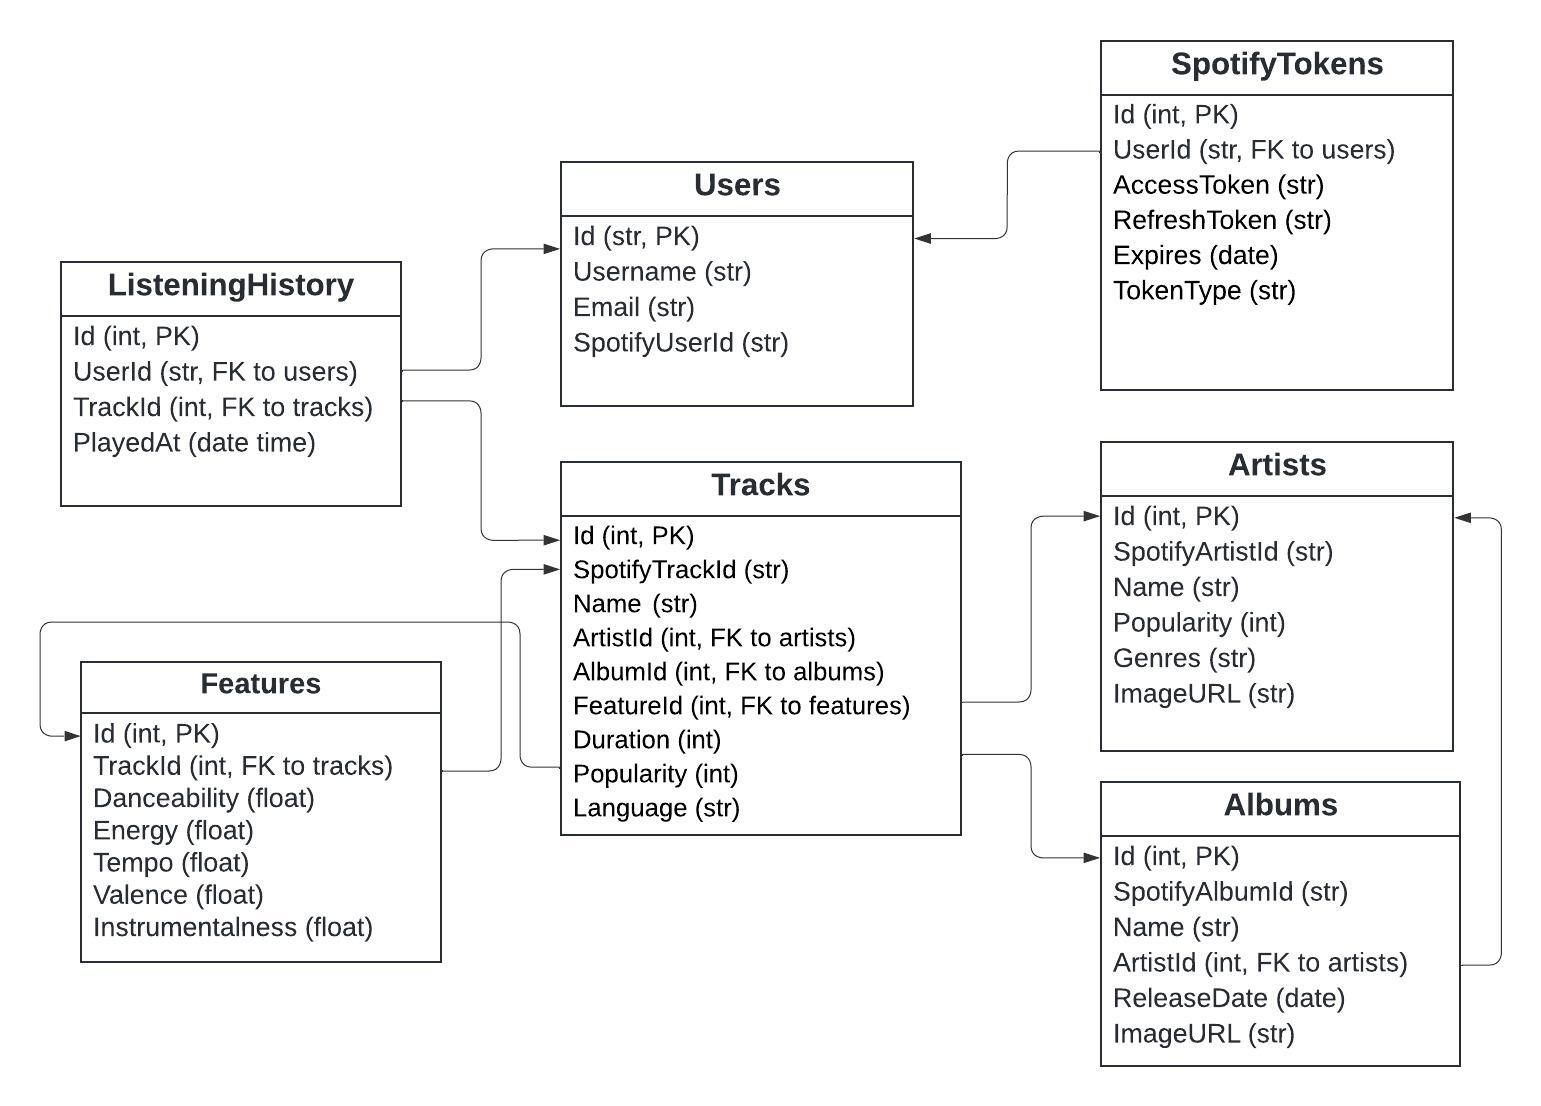 SpotifyTokens
Id (int, PK)
UserId (str, FK to users)
AccessToken (str)
RefreshToken (str)
Expires (date)
TokenType (str)
Users
Id (str, PK)
Username (str)
Email (str)
SpotifyUserId (str)
ListeningHistory
Id (int, PK)
UserId (str, FK to users)
TrackId (int, FK to tracks)
PlayedAt (date time)
Tracks
Id (int, PK)
SpotifyTrackId (str)
Name (str)
ArtistId (int, FK to artists)
AlbumId (int, FK to albums)
FeatureId (int, FK to features)
Duration (int)
Popularity (int)
Language (str)
Artists
Id (int, PK)
SpotifyArtistId (str)
Name (str)
Popularity (int)
Genres (str)
ImageURL (str)
Features
Id (int, PK)
TrackId (int, FK to tracks)
Danceability (float)
Energy (float)
Tempo (float)
Valence (float)
Instrumentalness (float)
Albums
Id (int, PK)
SpotifyAlbumId (str)
Name (str)
ArtistId (int, FK to artists)
ReleaseDate (date)
ImageURL (str)